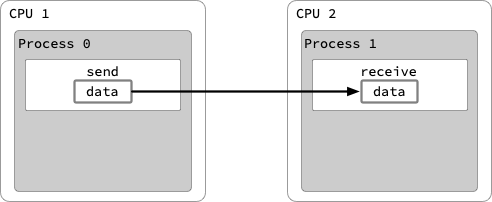 CPU 1
Process 0
send
data
CPU 2
Process 1
receive
data